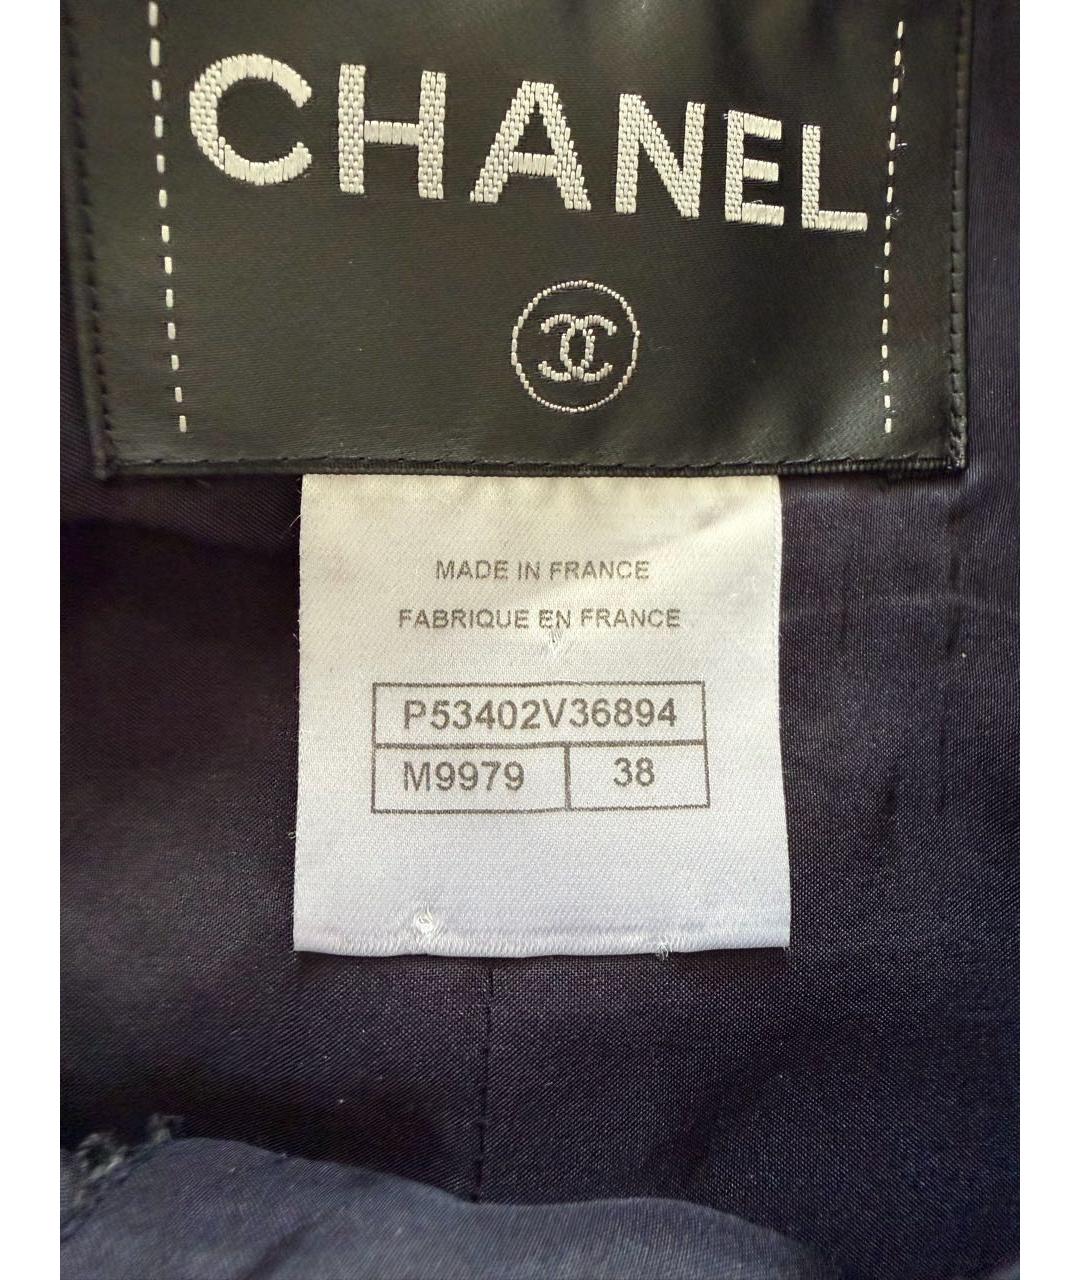 CHANEL
MADE IN FRANCE
FABRIQUE EN FRANCE
P53402V36894
M9979 38